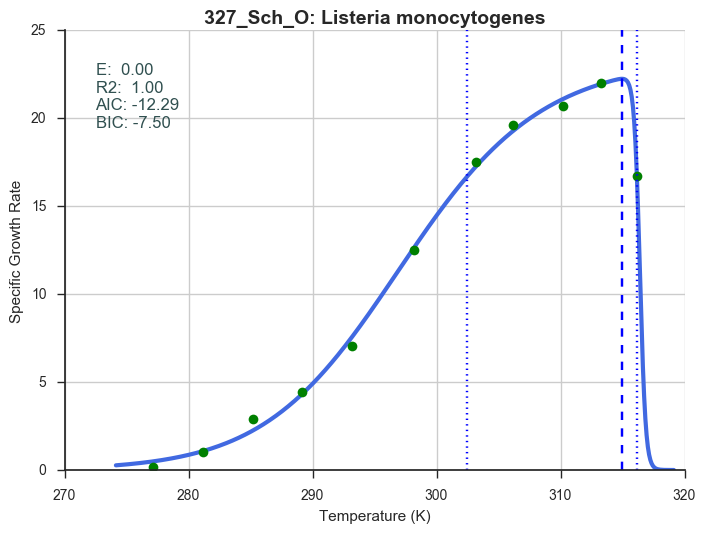 327_Sch_O: Listeria monocytogenes
25
20
15
10
5
0
Specific Growth Rate
E: 0.00
R2: 1.00
AIC: -12.29
BIC: -7.50
270 280 290 300 310 320
Temperature (K)